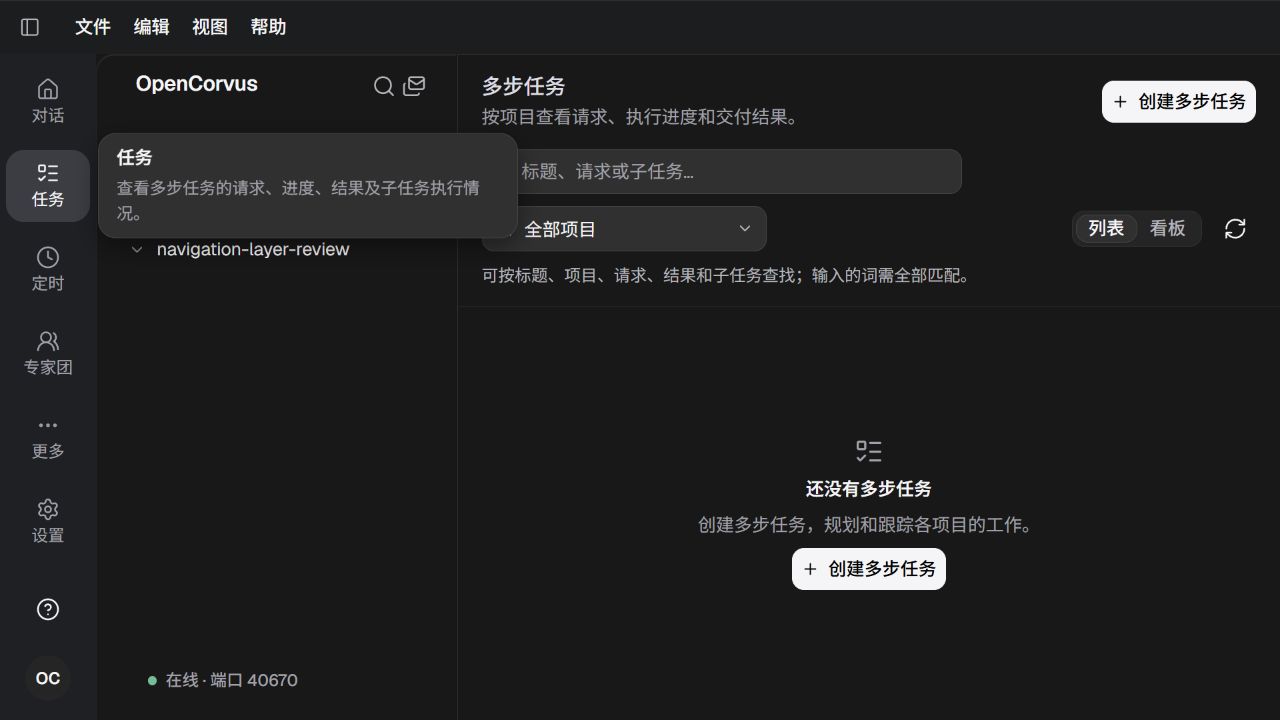 文件 编辑 视图 帮助
对话
任务
定时
专家团
更多
设置
OC
OpenCorvus
任务
查看多步任务的请求、进度、结果及子任务执行情
况。
navigation-layer-review
在线 · 端口 40670
多步任务
按项目查看请求、执行进度和交付结果。
+ 创建多步任务
标题、请求或子任务…
全部项目
列表 看板
可按标题、项目、请求、结果和子任务查找；输入的词需全部匹配。
还没有多步任务
创建多步任务，规划和跟踪各项目的工作。
+ 创建多步任务